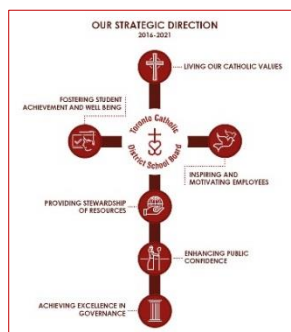 OUR STRATEGIC DIRECTION
2016-2021
LIVING OUR CATHOLIC VALUES
FOSTERING STUDENT
ACHIEVEMENT AND WELL BEING
Toronto Catholic
District School Board
INSPIRING AND
MOTIVATING EMPLOYEES
PROVIDING STEWARDSHIP
OF RESOURCES
ENHANCING PUBLIC
CONFIDENCE
ACHIEVING EXCELLENCE IN
GOVERNANCE